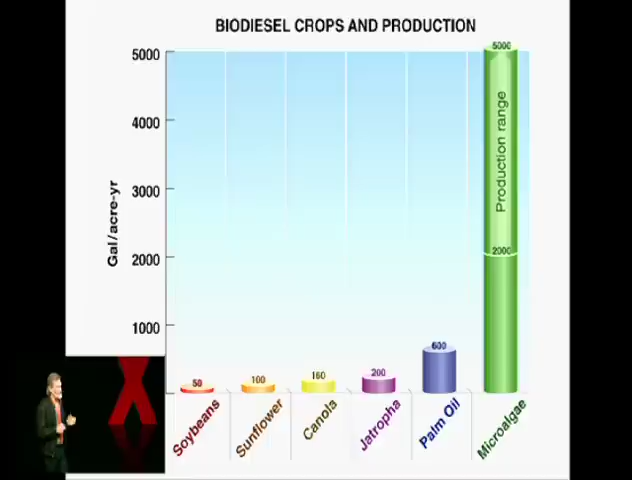 BIODIESEL CROPS AND PRODUCTION
Gal/acre-yr
5000
4000
3000
2000
1000
50
100
160
200
600
5000
Production range
2000
Soybeans
Sunflower
Canola
Jatropha
Palm Oil
Microalgae
X